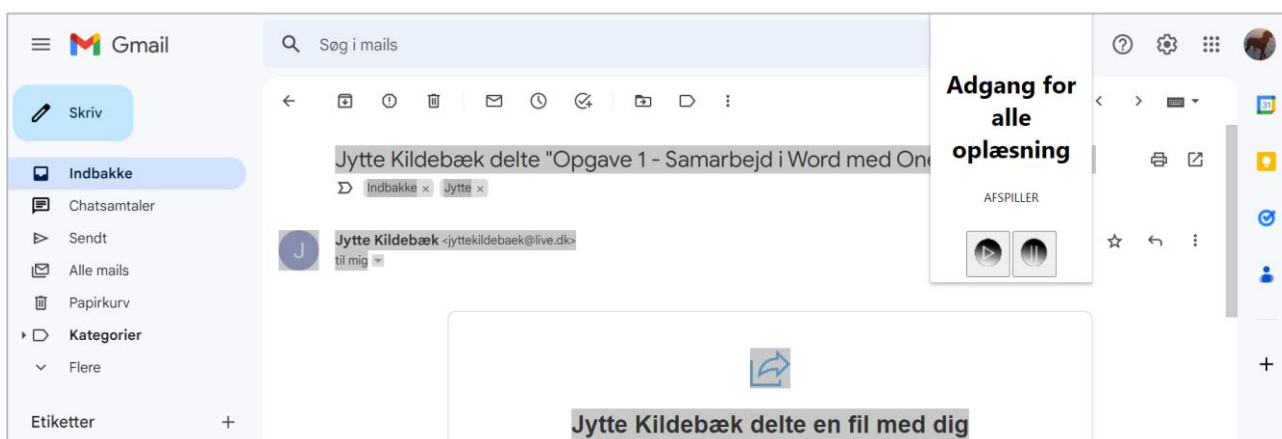 Gmail
Søg i mails
Skriv
Indbakke
Chatsamtaler
Sendt
Alle mails
Papirkurv
Kategorier
Flere
Etiketter
Jytte Kildebæk delte "Opgave 1 - Samarbejd i Word med One
Indbakke × Jytte ×
J
Jytte Kildebæk <jyttekildebaek@live.dk>
til mig
Jytte Kildebæk delte en fil med dig
Adgang for
alle
oplæsning
AFSPILLER
31